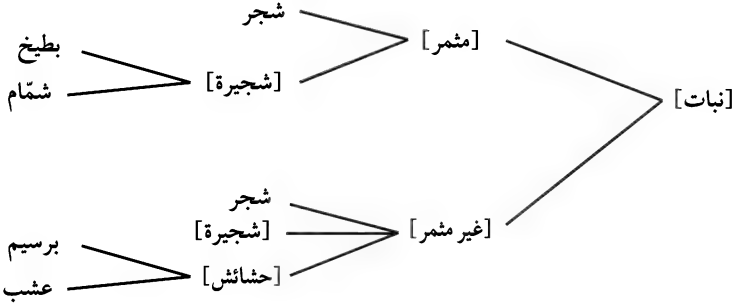 شجر
[مثمر]
بطيخ
[شجيرة]
شمّام
[نبات]
شجر
[غير مثمر]
[شجيرة]
برسيم
[حشائش]
عشب